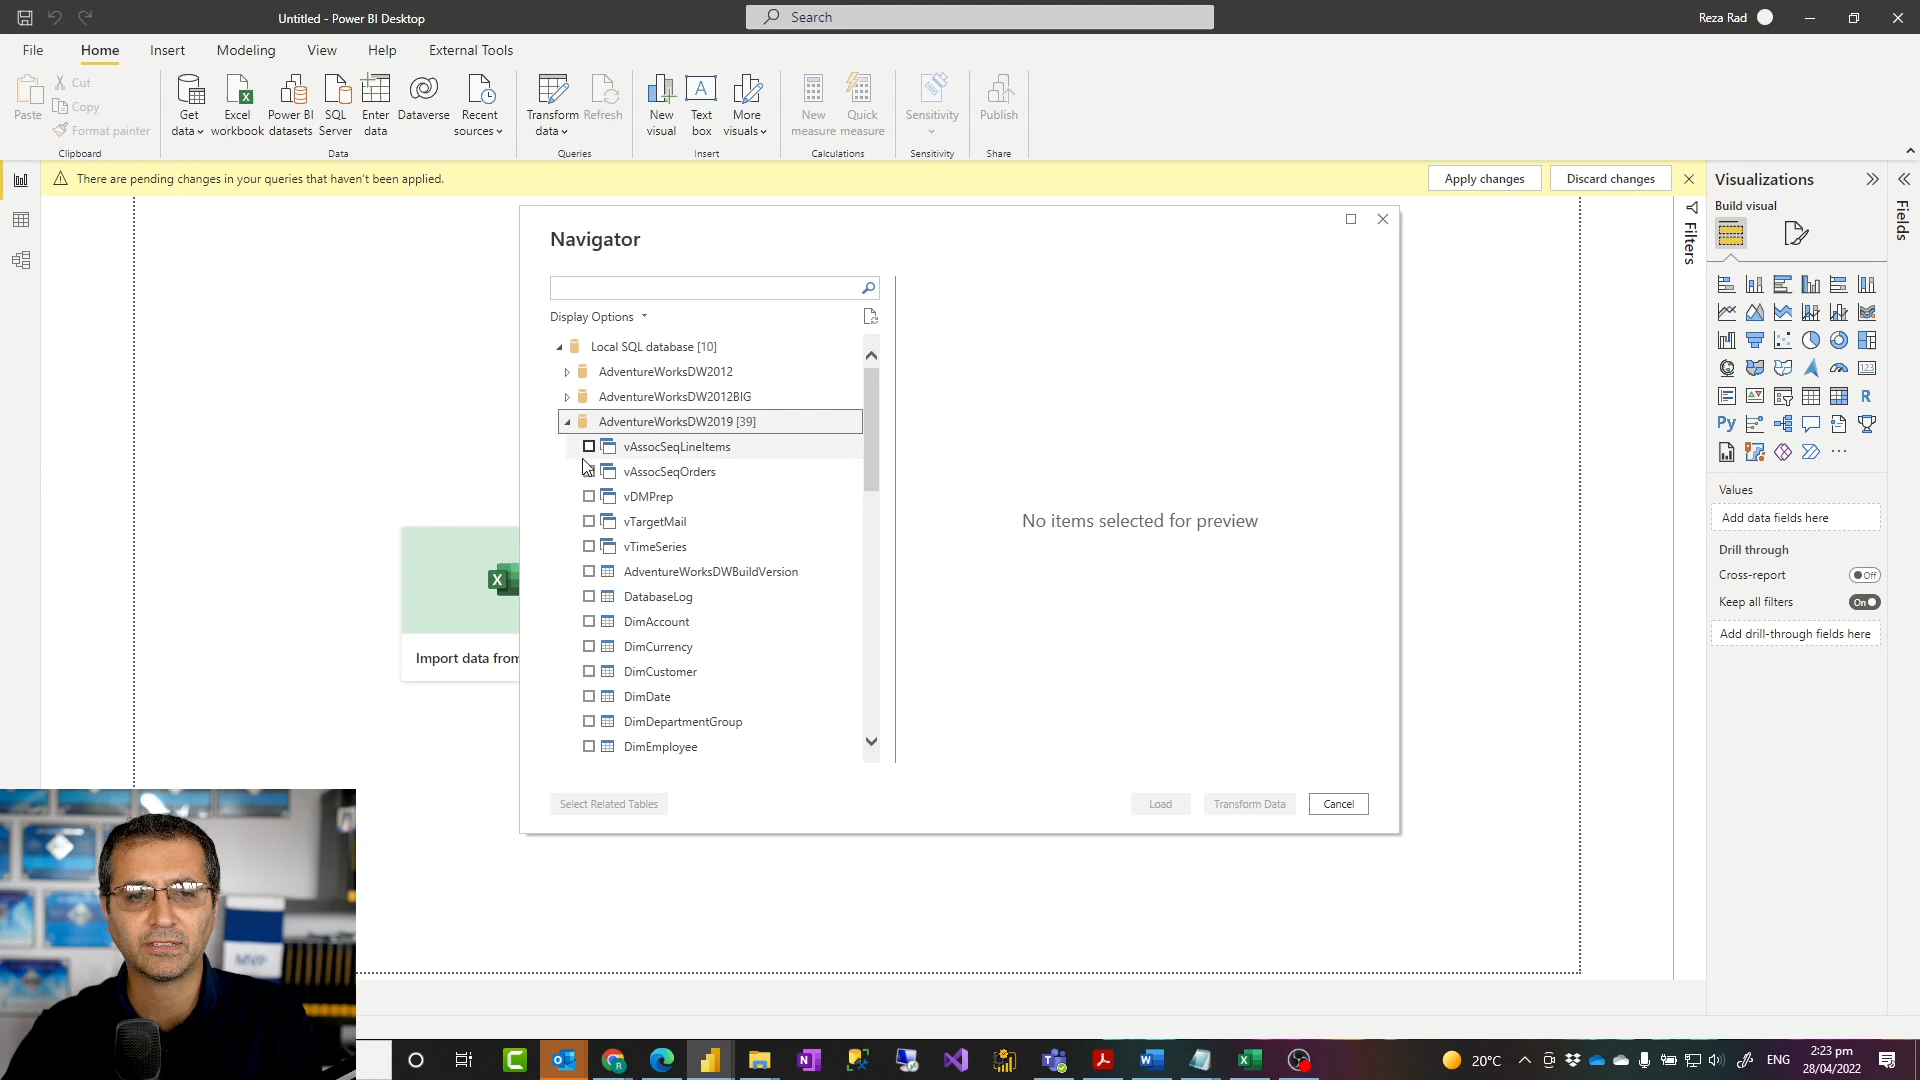 Untitled - Power BI Desktop
Search
Reza Rad
File
Home
Insert
Modeling
View
Help
External Tools
Paste
Cut
Copy
Format painter
Clipboard
Get data
Excel workbook
Power BI datasets
SQL Server
Enter data
Dataverse
Recent sources
Data
Transform data
Refresh
Queries
New visual
Text box
More visuals
Insert
New measure
Quick measure
Calculations
Sensitivity
Sensitivity
Publish
Share
There are pending changes in your queries that haven't been applied.
Apply changes
Discard changes
Navigator
Display Options
Local SQL database [10]
AdventureWorksDW2012
AdventureWorksDW2012BIG
AdventureWorksDW2019 [39]
vAssocSeqLineItems
vAssocSeqOrders
vDMPrep
vTargetMail
vTimeSeries
AdventureWorksDWBuildVersion
DatabaseLog
DimAccount
DimCurrency
DimCustomer
DimDate
DimDepartmentGroup
DimEmployee
No items selected for preview
Select Related Tables
Load
Transform Data
Cancel
Import data from
Filters
Visualizations
Build visual
123
R
Py
Values
Add data fields here
Drill through
Cross-report
Off
Keep all filters
On
Add drill-through fields here
Fields
20°C
ENG
2:23 pm
28/04/2022